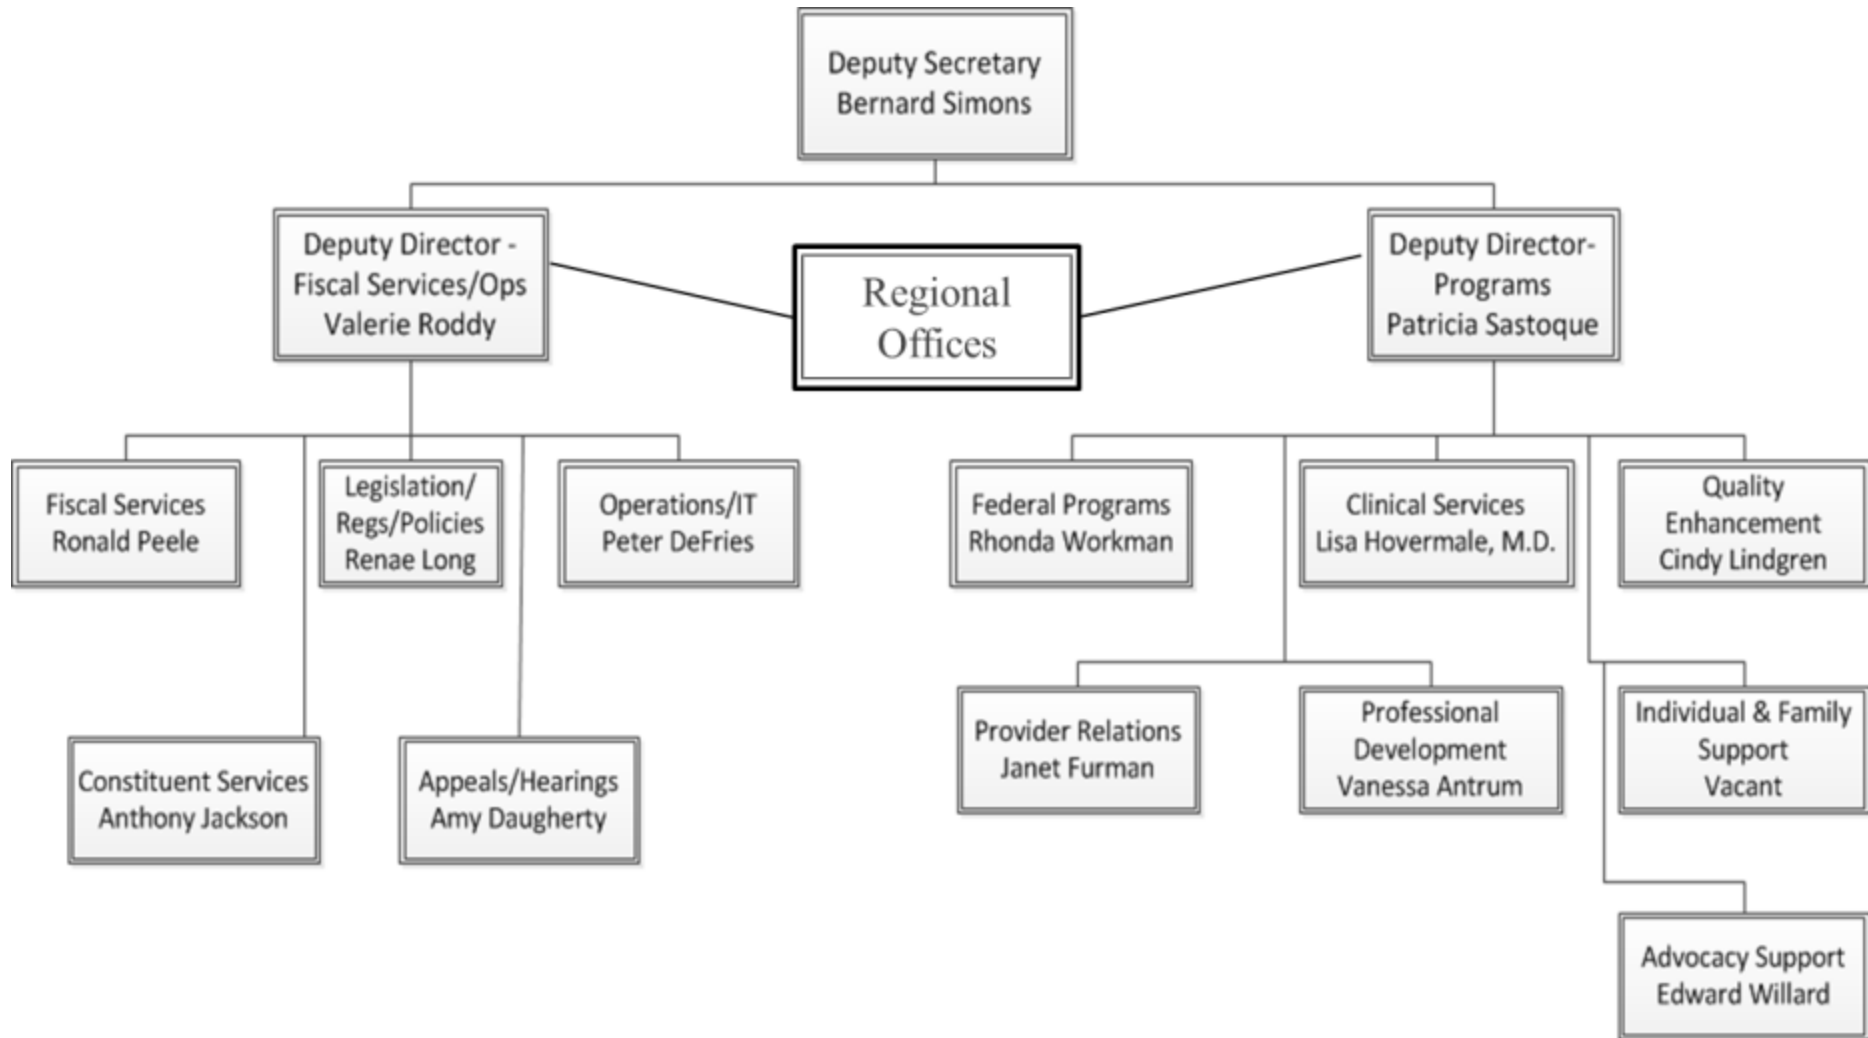 Deputy Secretary
Bernard Simons
Deputy Director -
Fiscal Services/Ops
Valerie Roddy
Regional
Offices
Deputy Director-
Programs
Patricia Sastoque
Fiscal Services
Ronald Peele
Legislation/
Regs/Policies
Renae Long
Operations/IT
Peter DeFries
Federal Programs
Rhonda Workman
Clinical Services
Lisa Hovermale, M.D.
Quality
Enhancement
Cindy Lindgren
Constituent Services
Anthony Jackson
Appeals/Hearings
Amy Daugherty
Provider Relations
Janet Furman
Professional
Development
Vanessa Antrum
Individual & Family
Support
Vacant
Advocacy Support
Edward Willard